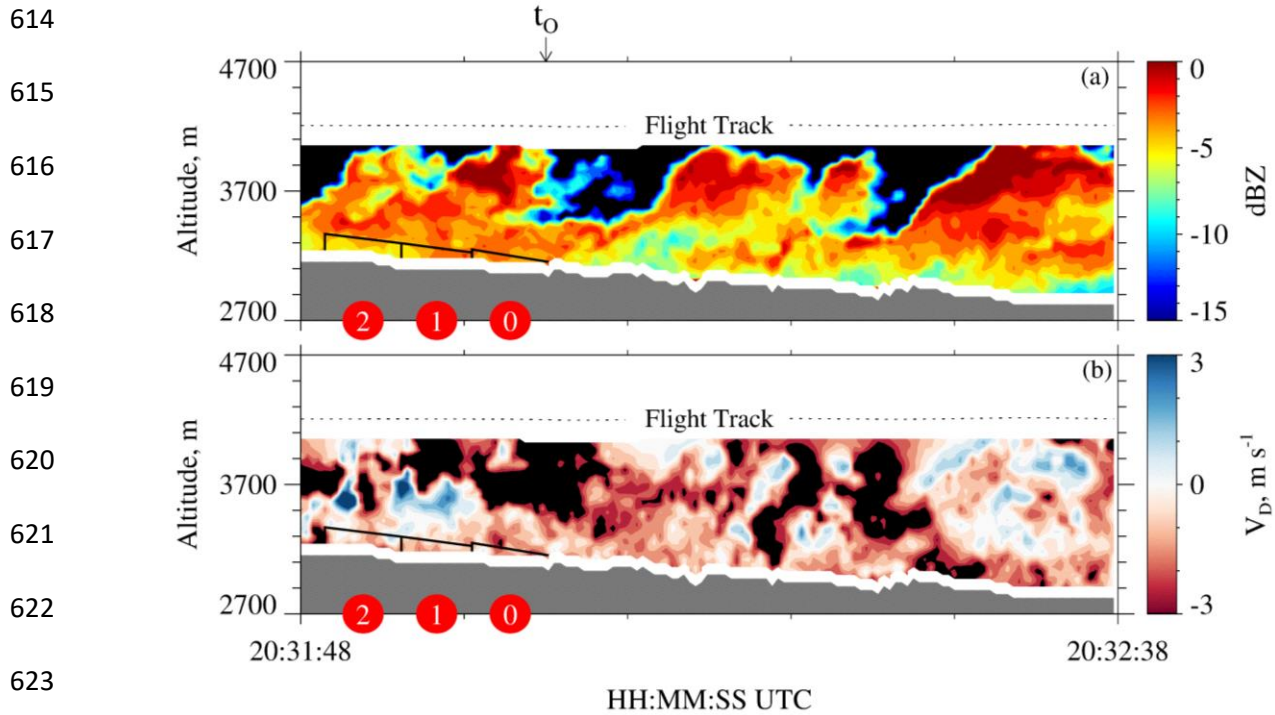 614
t_O
615
4700
(a)
0
Flight Track
616
-5
Altitude, m
3700
dBZ
617
-10
618
2 1 0
2700
-15
619
4700
(b)
3
Flight Track
620
Altitude, m
3700
0
V_D, m s^-1
621
622
2 1 0
2700
-3
20:31:48
20:32:38
623
HH:MM:SS UTC